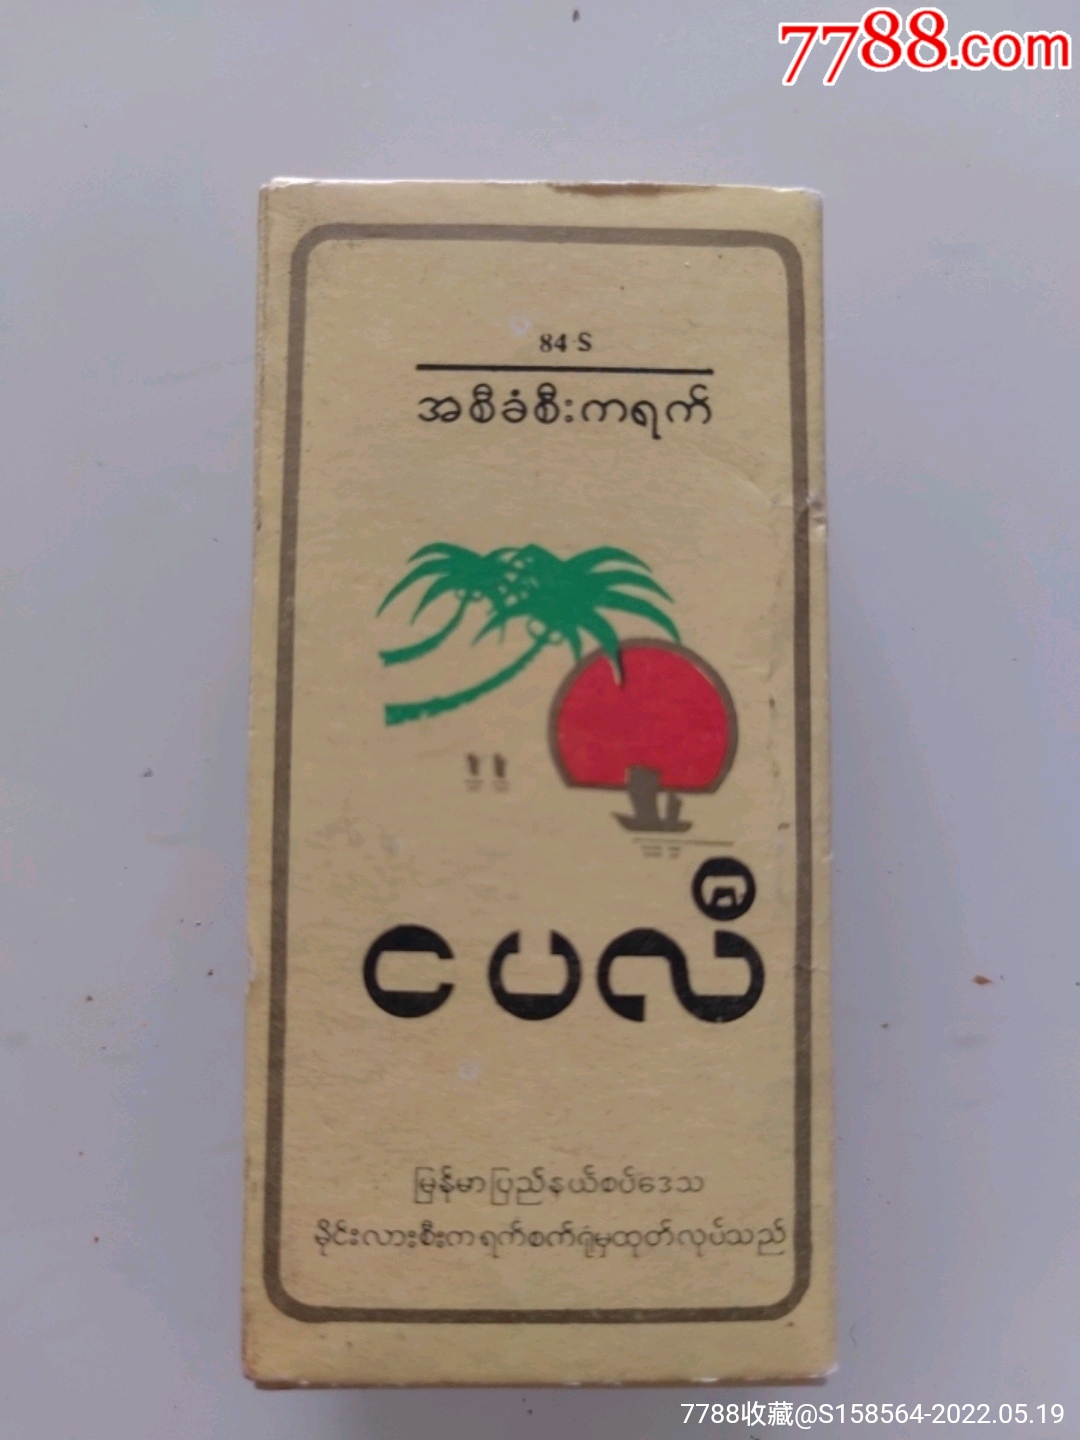 7788.com
84 S
အစီခံစီးကရက်
ငပလီ
မြန်မာပြည်နယ်စပ်ဒေသ
မိုင်းလားစီးကရက်စက်ရုံမှထုတ်လုပ်သည်
7788收藏@S158564-2022.05.19